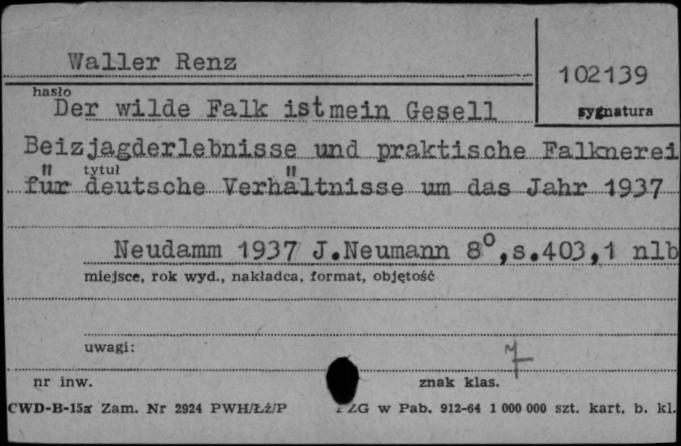 Waller Renz
102139
hasło
sygnatura
Der wilde Falk ist mein Gesell
Beizjagderlebnisse und praktische Falknerei
tytuł
für deutsche Verhältnisse um das Jahr 1937
Neudamm 1937 J.Neumann 8°,s.403,1 nlb
miejsce, rok wyd., nakładca, format, objętość
uwagi:
7
nr inw.
znak klas.
CWD-B-15a Zam. Nr 2924 PWH/Łź/P ZG w Pab. 912-64 1 000 000 szt. kart. b. kl.